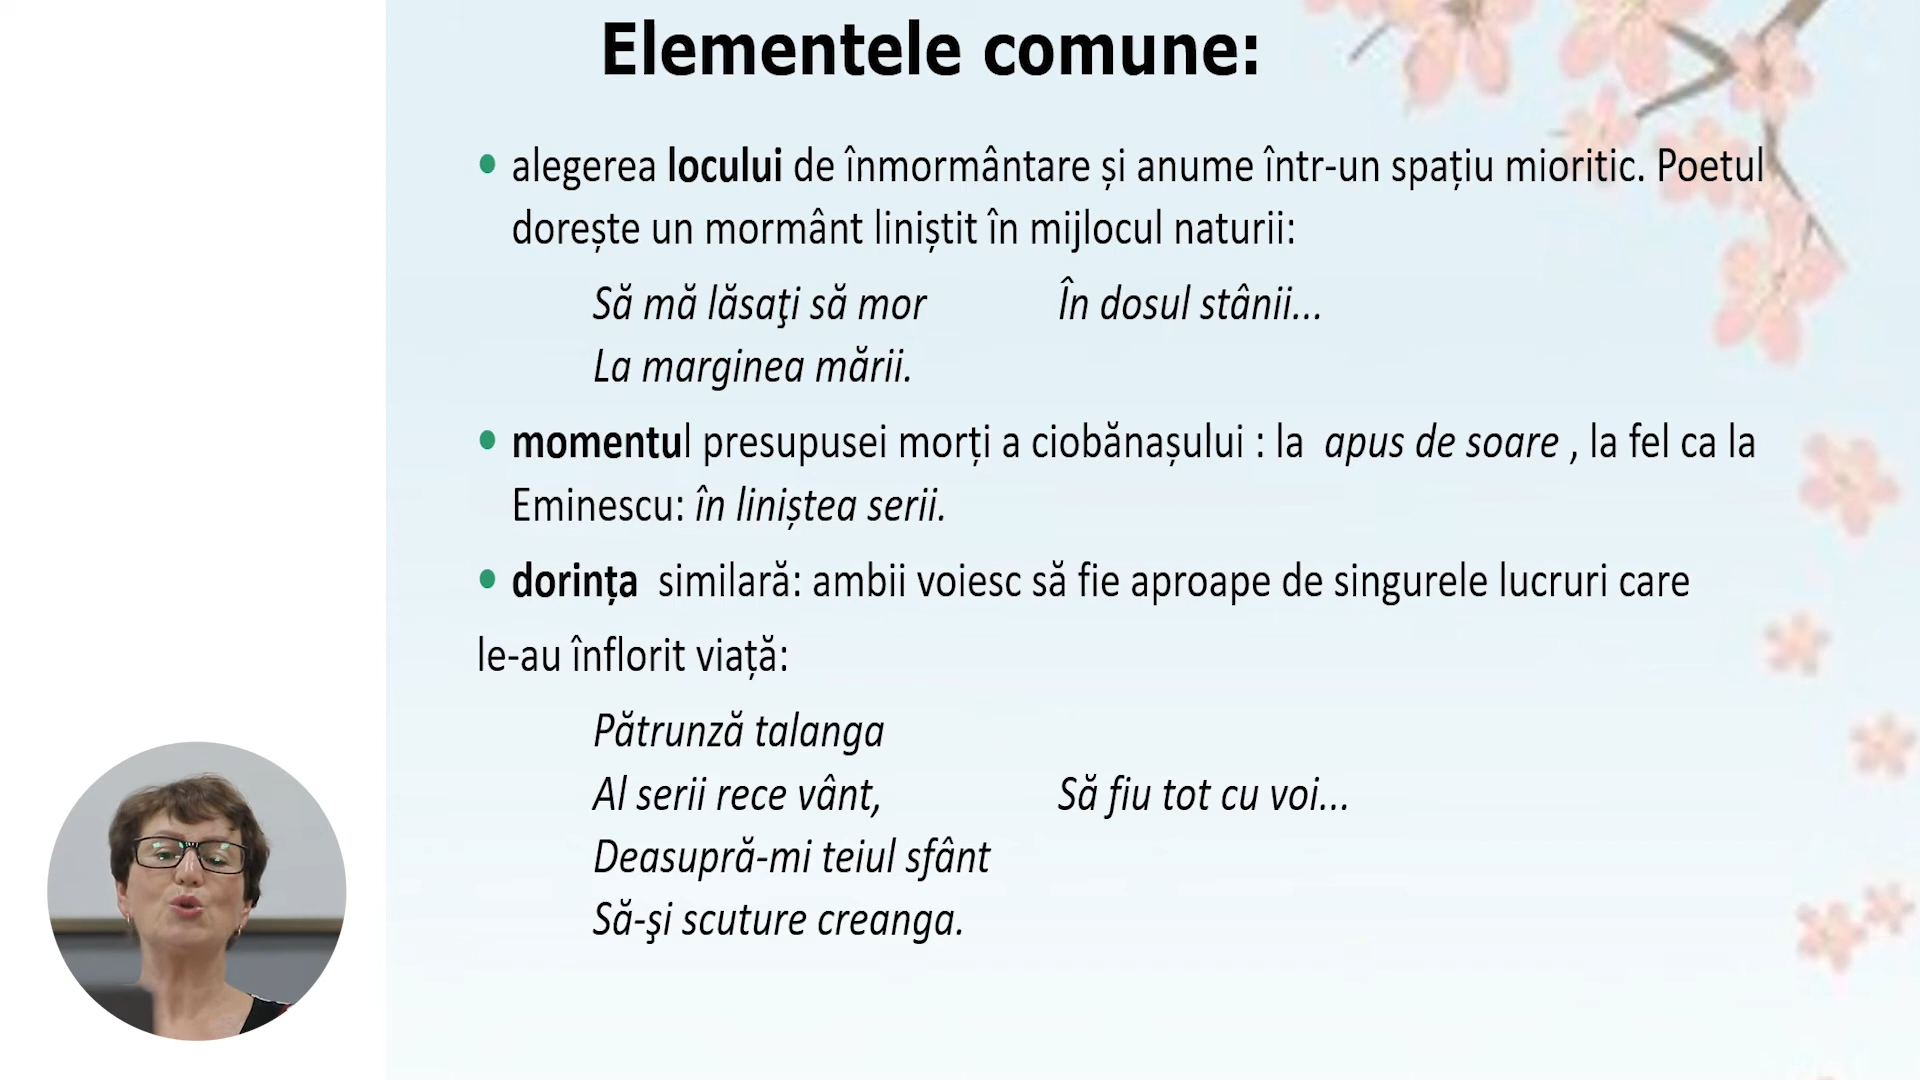 Elementele comune:
• alegerea locului de înmormântare și anume într-un spațiu mioritic. Poetul
dorește un mormânt liniștit în mijlocul naturii:
Să mă lăsaţi să mor În dosul stânii...
La marginea mării.
• momentul presupusei morți a ciobănașului : la apus de soare , la fel ca la
Eminescu: în liniștea serii.
• dorința similară: ambii voiesc să fie aproape de singurele lucruri care
le-au înflorit viață:
Pătrunză talanga
Al serii rece vânt, Să fiu tot cu voi...
Deasupră-mi teiul sfânt
Să-şi scuture creanga.